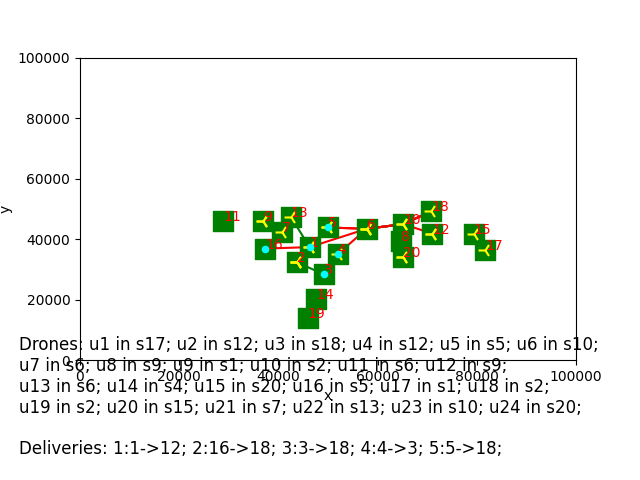 100000
80000
60000
40000
20000
0
0 20000 40000 60000 80000 100000
x
y
11
13
18
12
15
17
10
20
14
19
Drones: u1 in s17; u2 in s12; u3 in s18; u4 in s12; u5 in s5; u6 in s10;
u7 in s6; u8 in s9; u9 in s1; u10 in s2; u11 in s6; u12 in s9;
u13 in s6; u14 in s4; u15 in s20; u16 in s5; u17 in s1; u18 in s2;
u19 in s2; u20 in s15; u21 in s7; u22 in s13; u23 in s10; u24 in s20;
Deliveries: 1:1->12; 2:16->18; 3:3->18; 4:4->3; 5:5->18;